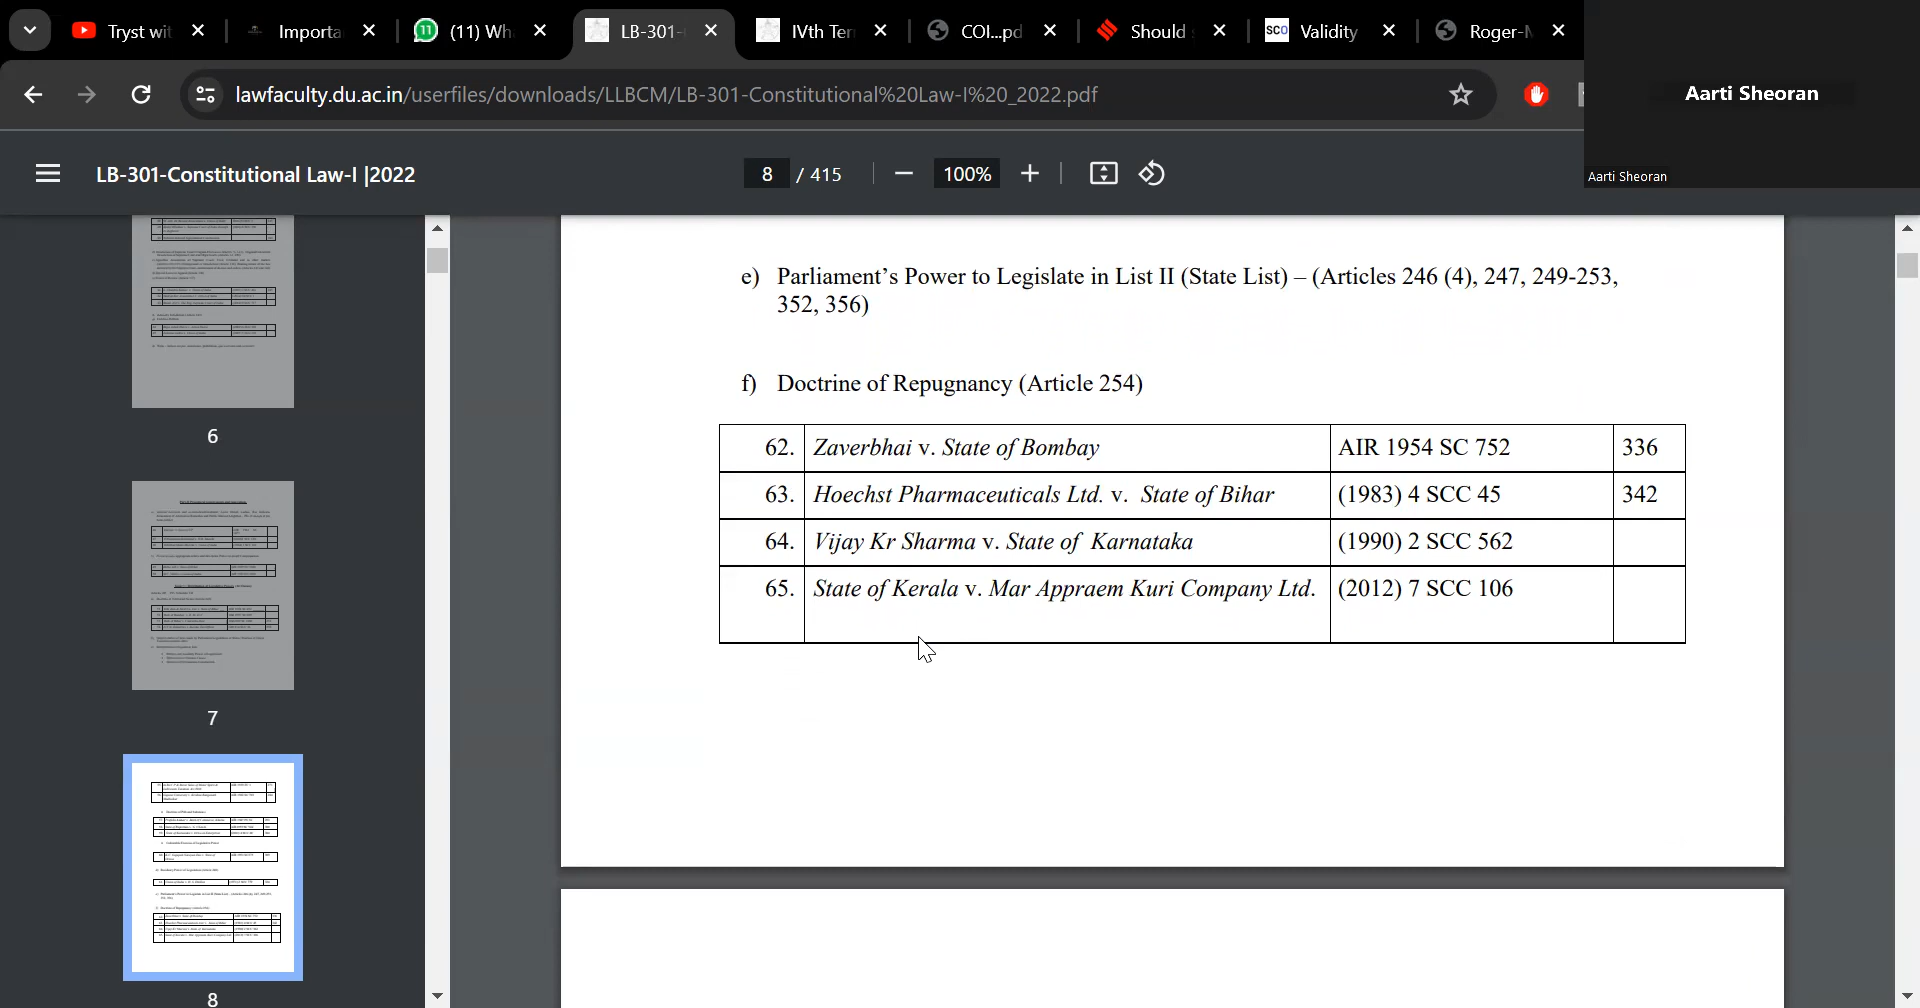 Tryst wit
Importa
(11) Wh
LB-301-
IVth Ter
COI...pd
Should
SCO Validity
Roger-
lawfaculty.du.ac.in/userfiles/downloads/LLBCM/LB-301-Constitutional%20Law-I%20_2022.pdf
Aarti Sheoran
Aarti Sheoran
LB-301-Constitutional Law-I |2022
8 / 415
100%
6
7
8
e) Parliament’s Power to Legislate in List II (State List) – (Articles 246 (4), 247, 249-253,
352, 356)
f) Doctrine of Repugnancy (Article 254)
62. Zaverbhai v. State of Bombay AIR 1954 SC 752 336
63. Hoechst Pharmaceuticals Ltd. v. State of Bihar (1983) 4 SCC 45 342
64. Vijay Kr Sharma v. State of Karnataka (1990) 2 SCC 562
65. State of Kerala v. Mar Appraem Kuri Company Ltd. (2012) 7 SCC 106